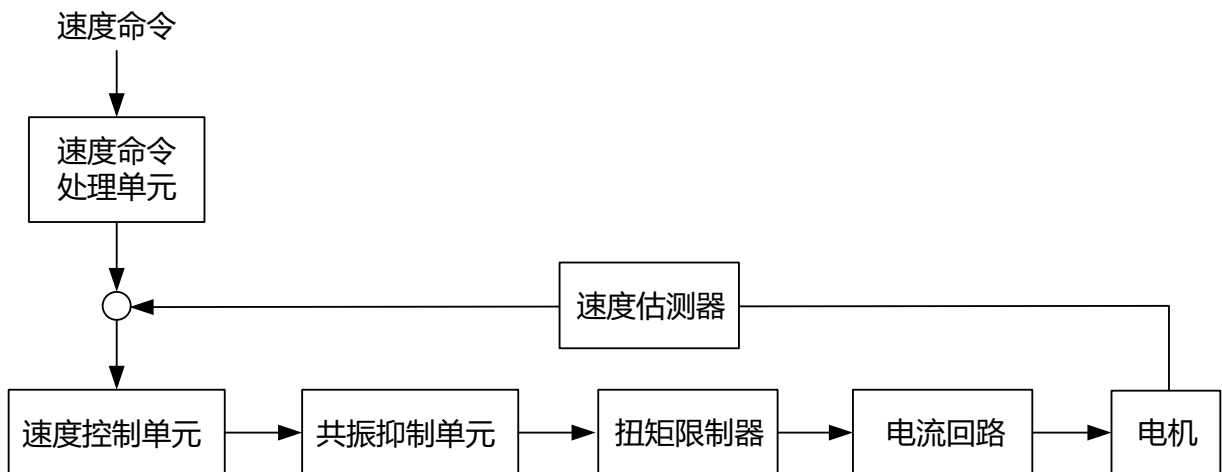 速度命令
速度命令
处理单元
速度估测器
速度控制单元
共振抑制单元
扭矩限制器
电流回路
电机